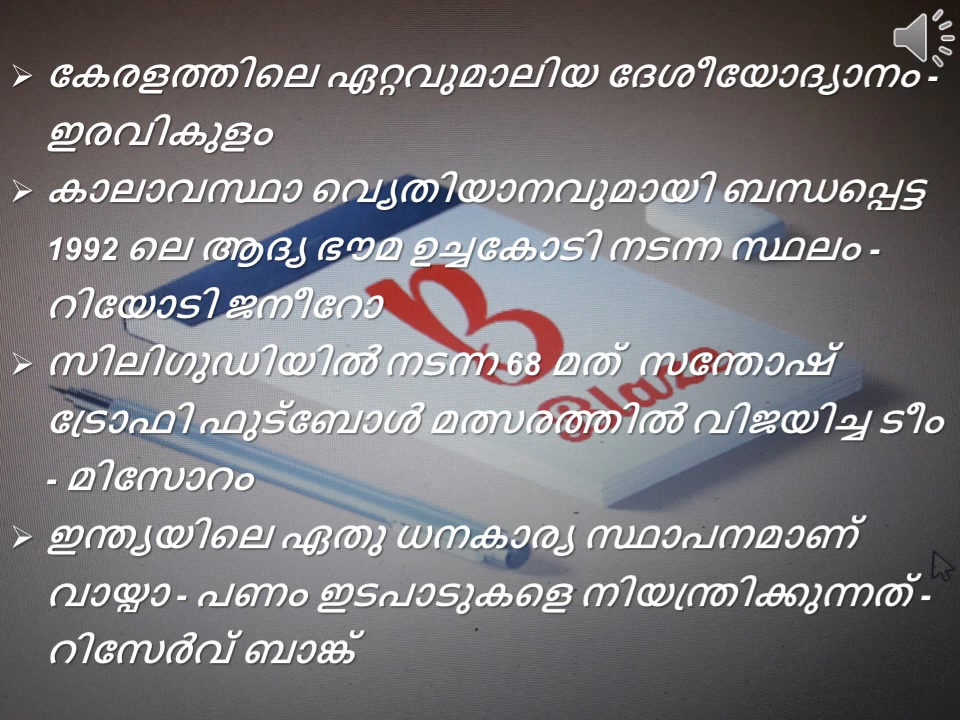 ➢ കേരളത്തിലെ ഏറ്റവുമാലിയ ദേശീയോദ്യാനം -
ഇരവികുളം
➢ കാലാവസ്ഥാ വ്യെതിയാനവുമായി ബന്ധപ്പെട്ട
1992 ലെ ആദ്യ ഭൗമ ഉച്ചകോടി നടന്ന സ്ഥലം -
റിയോടി ജനീറോ
➢ സിലിഗുഡിയിൽ നടന്ന 68 മത് സന്തോഷ്
ട്രോഫി ഫുട്ബോൾ മത്സരത്തിൽ വിജയിച്ച ടീം
- മിസോറം
➢ ഇന്ത്യയിലെ ഏതു ധനകാര്യ സ്ഥാപനമാണ്
വായ്പാ - പണം ഇടപാടുകളെ നിയന്ത്രിക്കുന്നത് -
റിസേർവ് ബാങ്ക്
B
Blaze